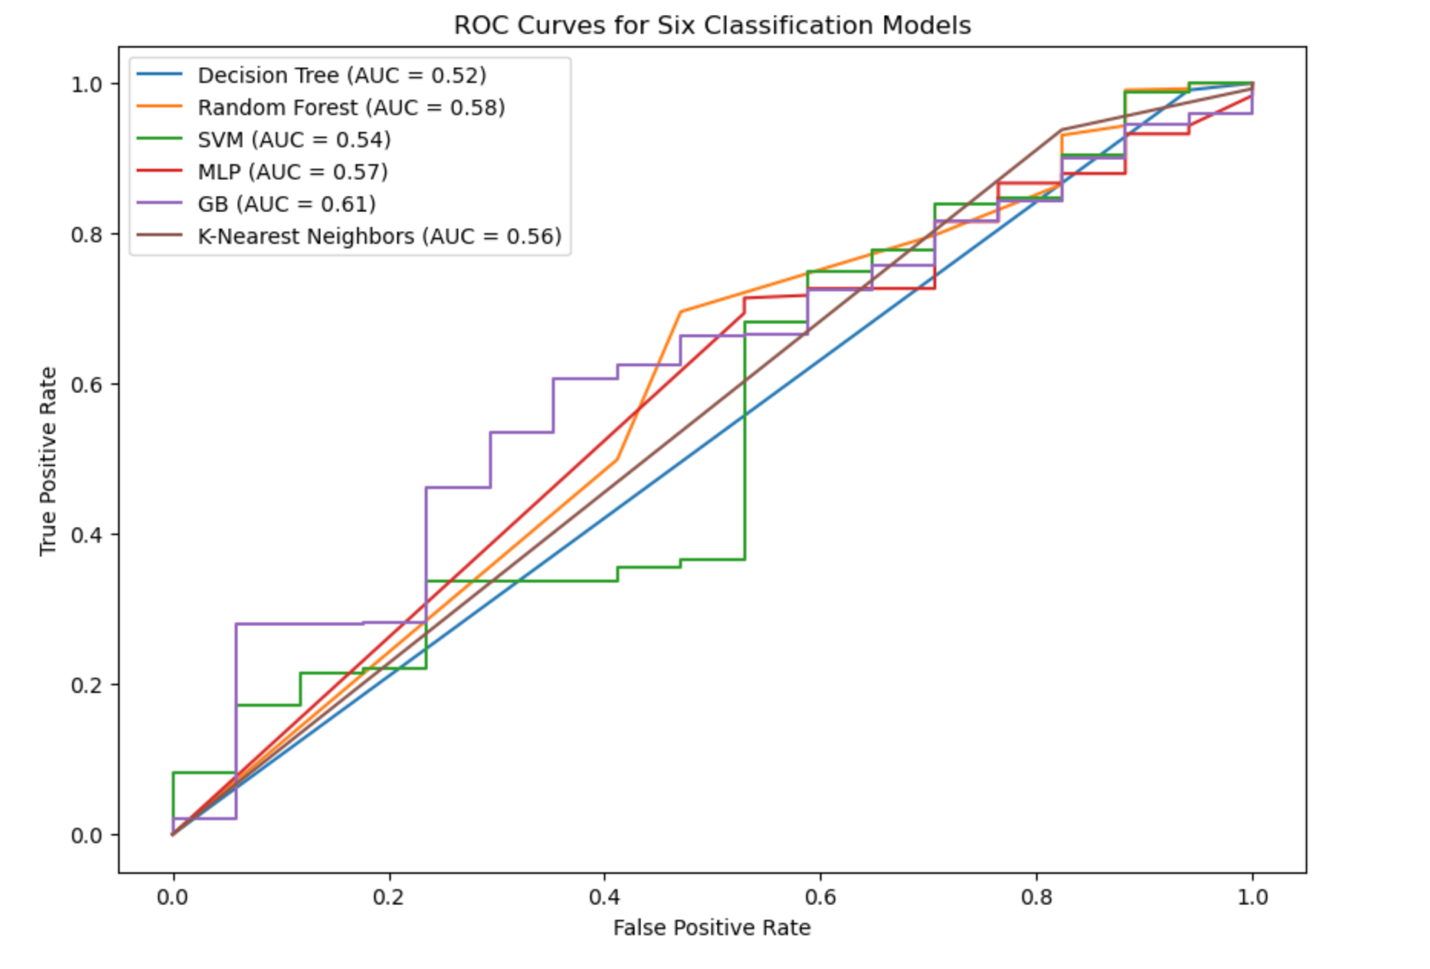 ROC Curves for Six Classification Models
Decision Tree (AUC = 0.52)
Random Forest (AUC = 0.58)
SVM (AUC = 0.54)
MLP (AUC = 0.57)
GB (AUC = 0.61)
K-Nearest Neighbors (AUC = 0.56)
True Positive Rate
1.0
0.8
0.6
0.4
0.2
0.0
0.0 0.2 0.4 0.6 0.8 1.0
False Positive Rate